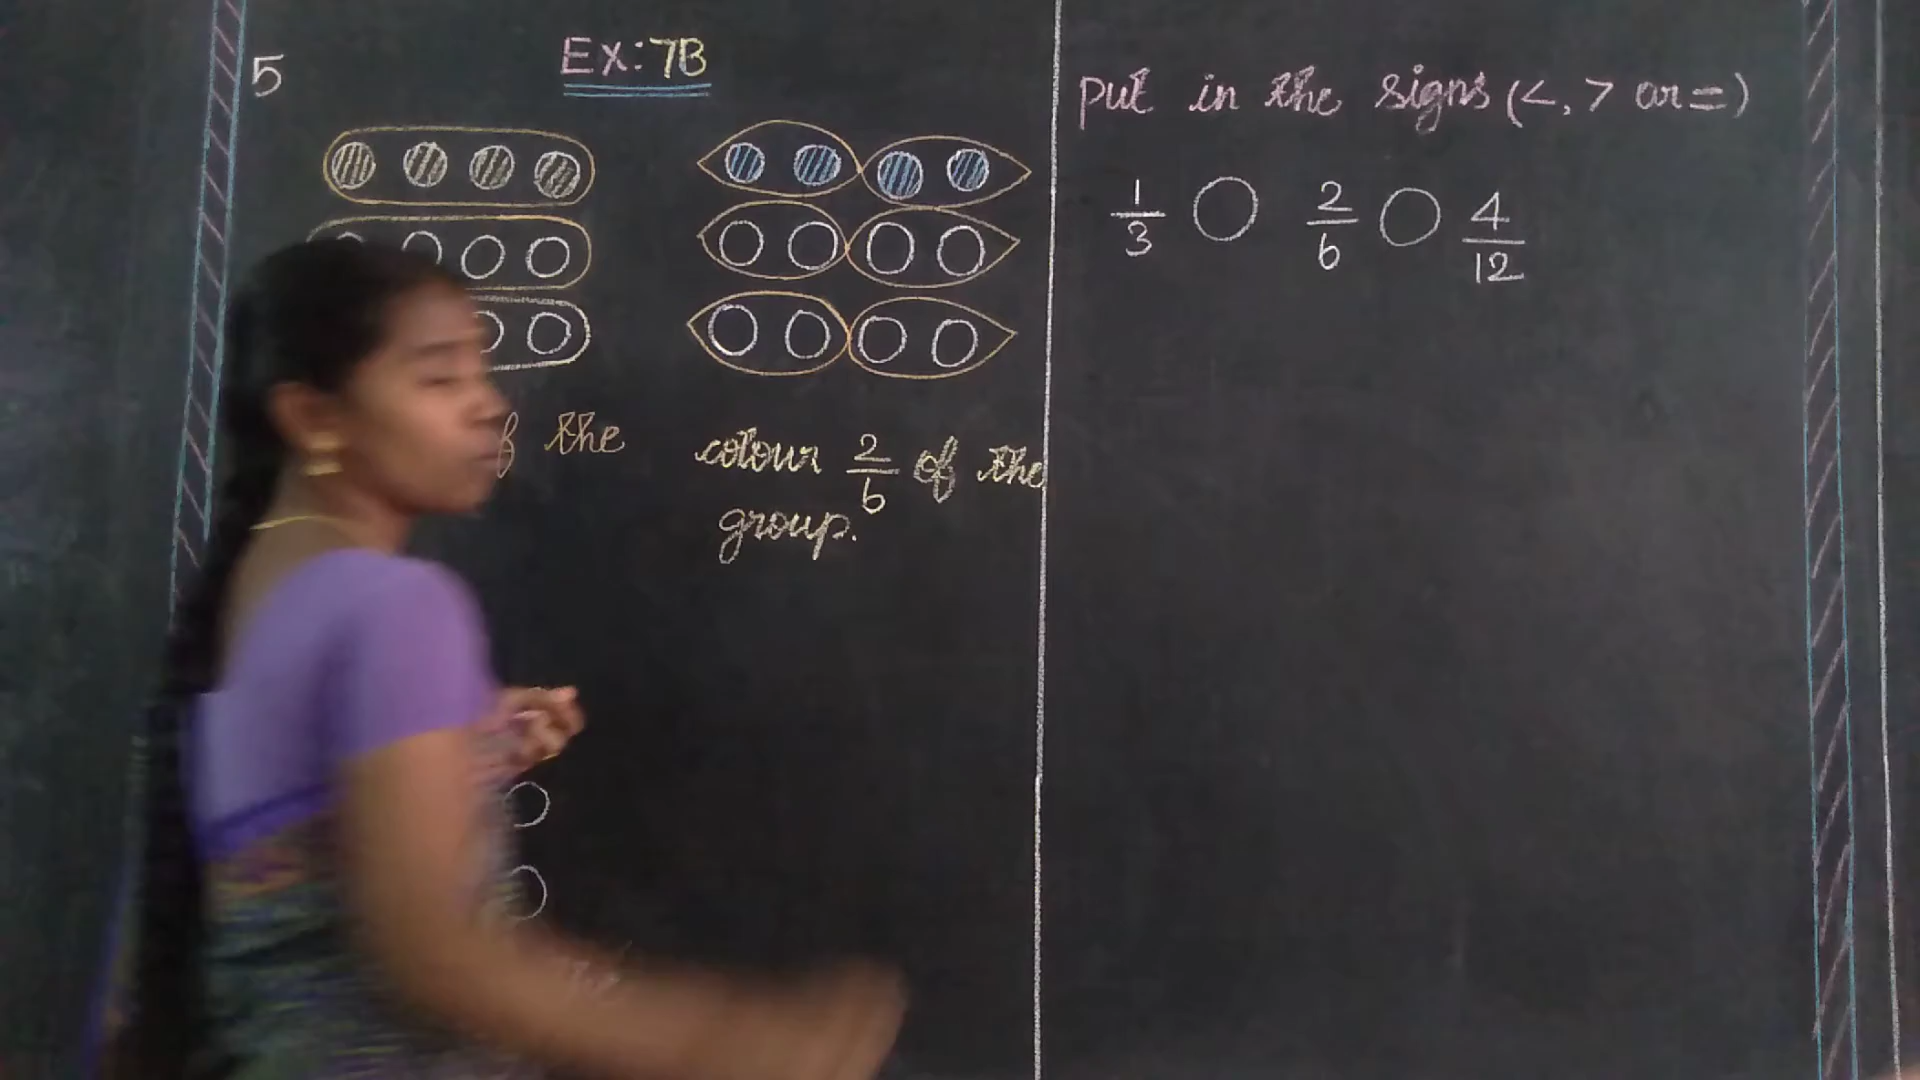 5
Ex: 7B
the
colour 2/6 of the
group.
put in the signs (<, > or =)
1/3 ○ 2/6 ○ 4/12